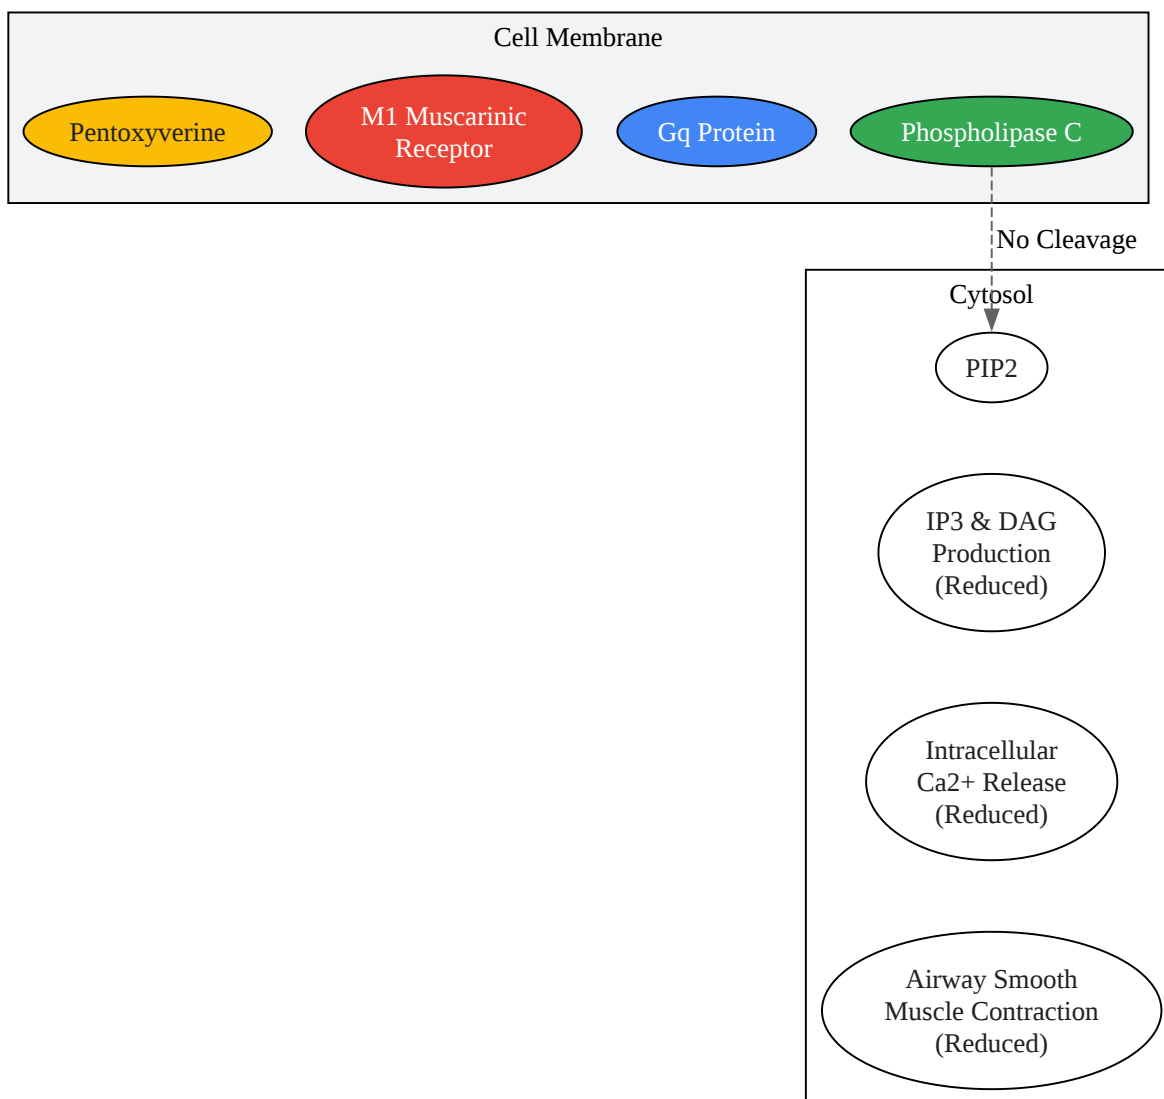 Cell Membrane
Pentoxyverine
M1 Muscarinic
Receptor
Gq Protein
Phospholipase C
No Cleavage
Cytosol
PIP2
IP3 & DAG
Production
(Reduced)
Intracellular
Ca2+ Release
(Reduced)
Airway Smooth
Muscle Contraction
(Reduced)